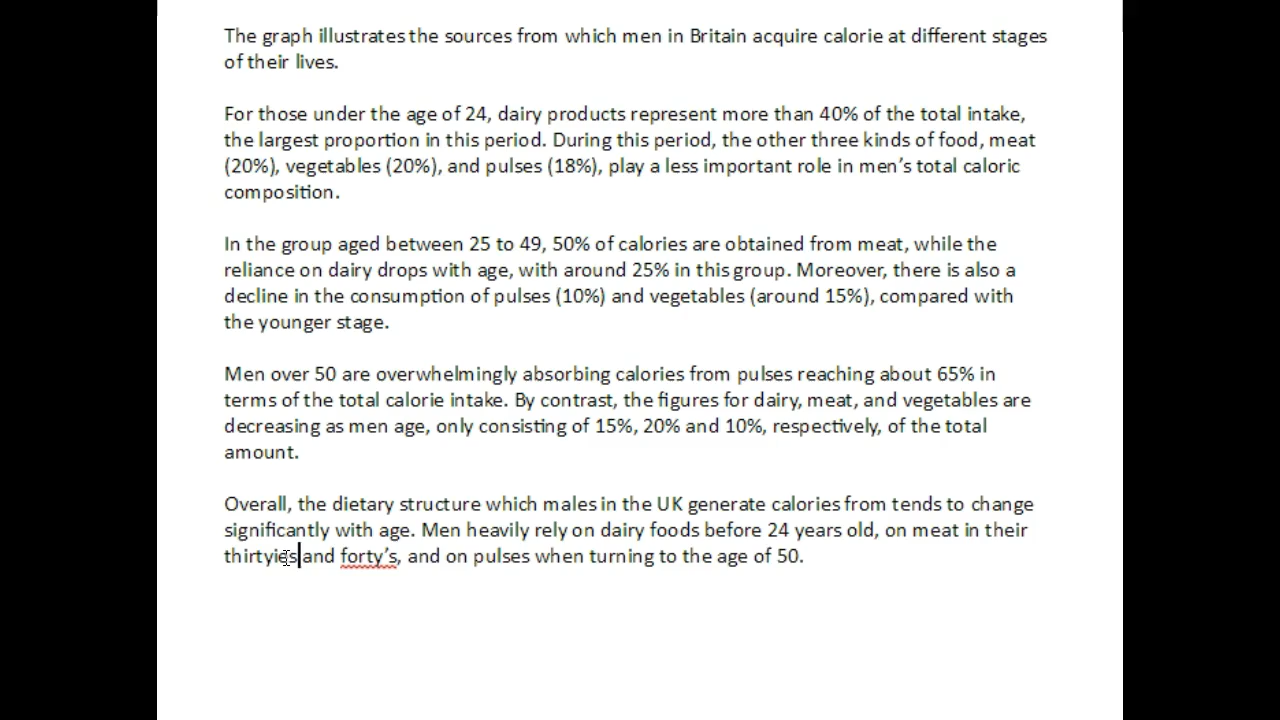 The graph illustrates the sources from which men in Britain acquire calorie at different stages
of their lives.
For those under the age of 24, dairy products represent more than 40% of the total intake,
the largest proportion in this period. During this period, the other three kinds of food, meat
(20%), vegetables (20%), and pulses (18%), play a less important role in men’s total caloric
composition.
In the group aged between 25 to 49, 50% of calories are obtained from meat, while the
reliance on dairy drops with age, with around 25% in this group. Moreover, there is also a
decline in the consumption of pulses (10%) and vegetables (around 15%), compared with
the younger stage.
Men over 50 are overwhelmingly absorbing calories from pulses reaching about 65% in
terms of the total calorie intake. By contrast, the figures for dairy, meat, and vegetables are
decreasing as men age, only consisting of 15%, 20% and 10%, respectively, of the total
amount.
Overall, the dietary structure which males in the UK generate calories from tends to change
significantly with age. Men heavily rely on dairy foods before 24 years old, on meat in their
thirtyies and forty’s, and on pulses when turning to the age of 50.